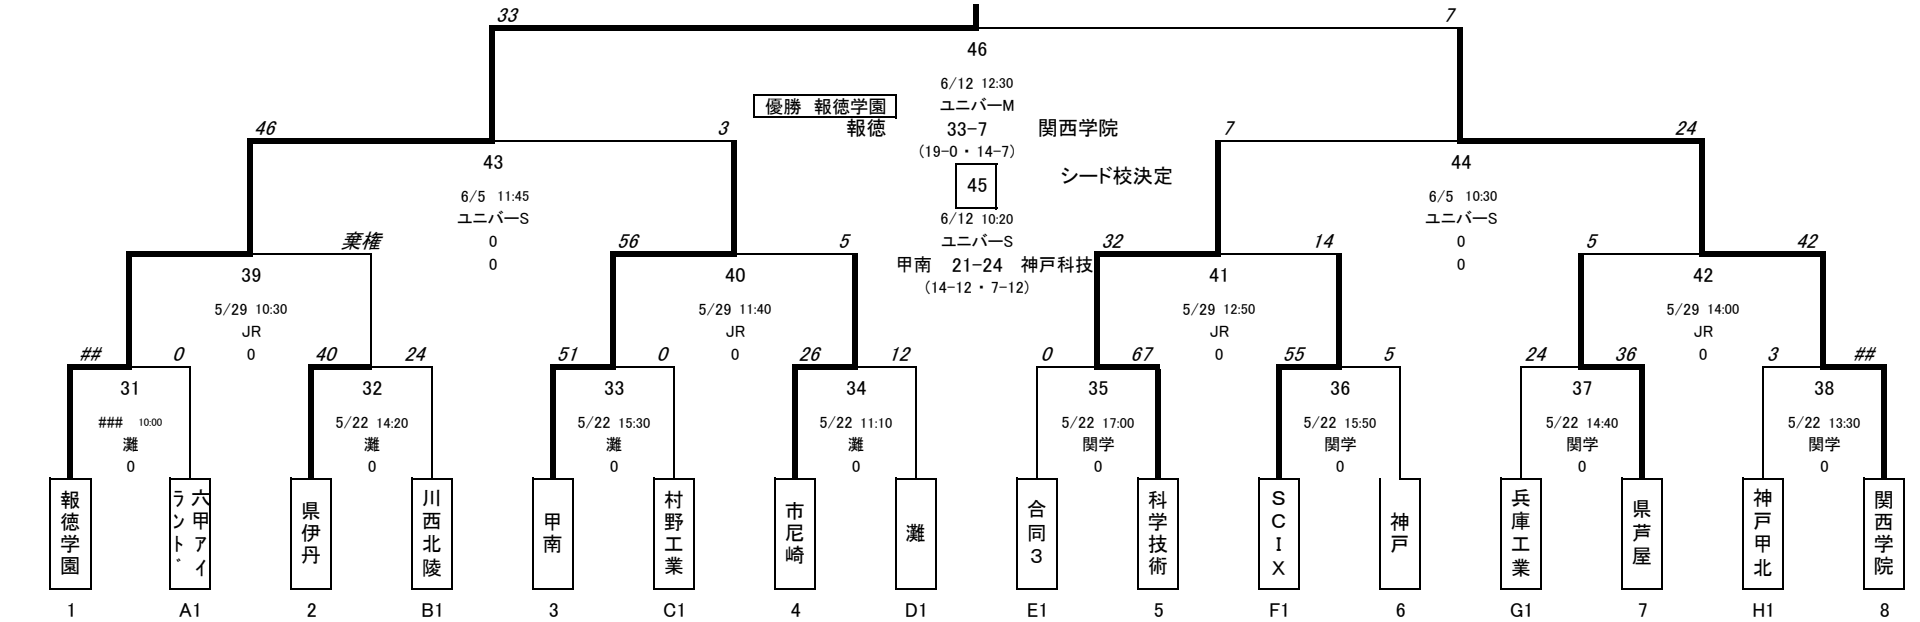 33 7
46
6/12 12:30
優勝 報徳学園 ユニバーM
46 3 報徳 33-7 関西学院 7 24
(19-0・14-7)
43 44
45 シード校決定
6/5 11:45 6/5 10:30
ユニバーS 6/12 10:20 ユニバーS
棄権 0 56 5 ユニバーS 32 14 0 5 42
0 甲南 21-24 神戸科技 0
39 40 (14-12・7-12) 41 42
5/29 10:30 5/29 11:40 5/29 12:50 5/29 14:00
JR JR JR JR
## 0 0 40 24 51 0 0 26 12 0 67 0 55 5 24 36 0 3 ##
31 32 33 34 35 36 37 38
### 10:00 5/22 14:20 5/22 15:30 5/22 11:10 5/22 17:00 5/22 15:50 5/22 14:40 5/22 13:30
灘 灘 灘 灘 関学 関学 関学 関学
0 0 0 0 0 0 0 0
報徳学園
六甲アイランド
県伊丹
川西北陵
甲南
村野工業
市尼崎
灘
合同3
科学技術
SCIX
神戸
兵庫工業
県芦屋
神戸甲北
関西学院
1 A1 2 B1 3 C1 4 D1 E1 5 F1 6 G1 7 H1 8